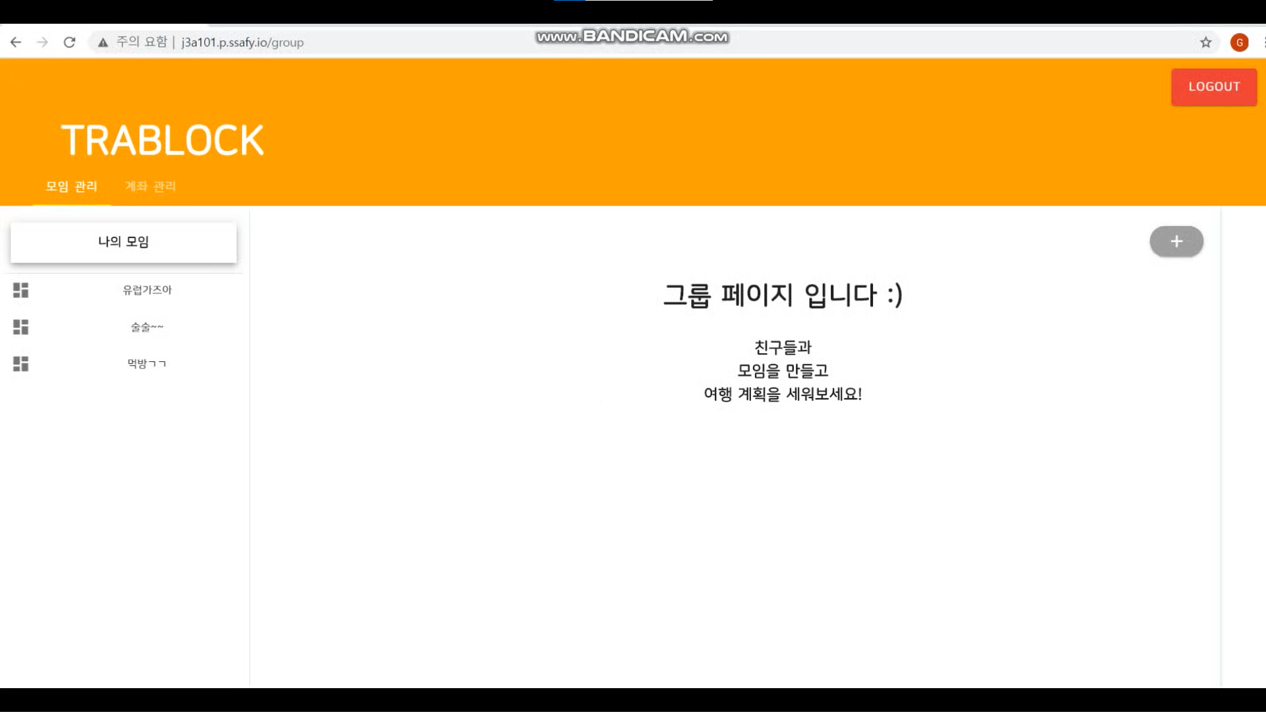 주의 요함 | j3a101.p.ssafy.io/group
www.BANDICAM.com
G
LOGOUT
TRABLOCK
모임 관리 계좌 관리
나의 모임
유럽가즈아
술술~~
먹방ㄱㄱ
+
그룹 페이지 입니다 :)
친구들과
모임을 만들고
여행 계획을 세워보세요!